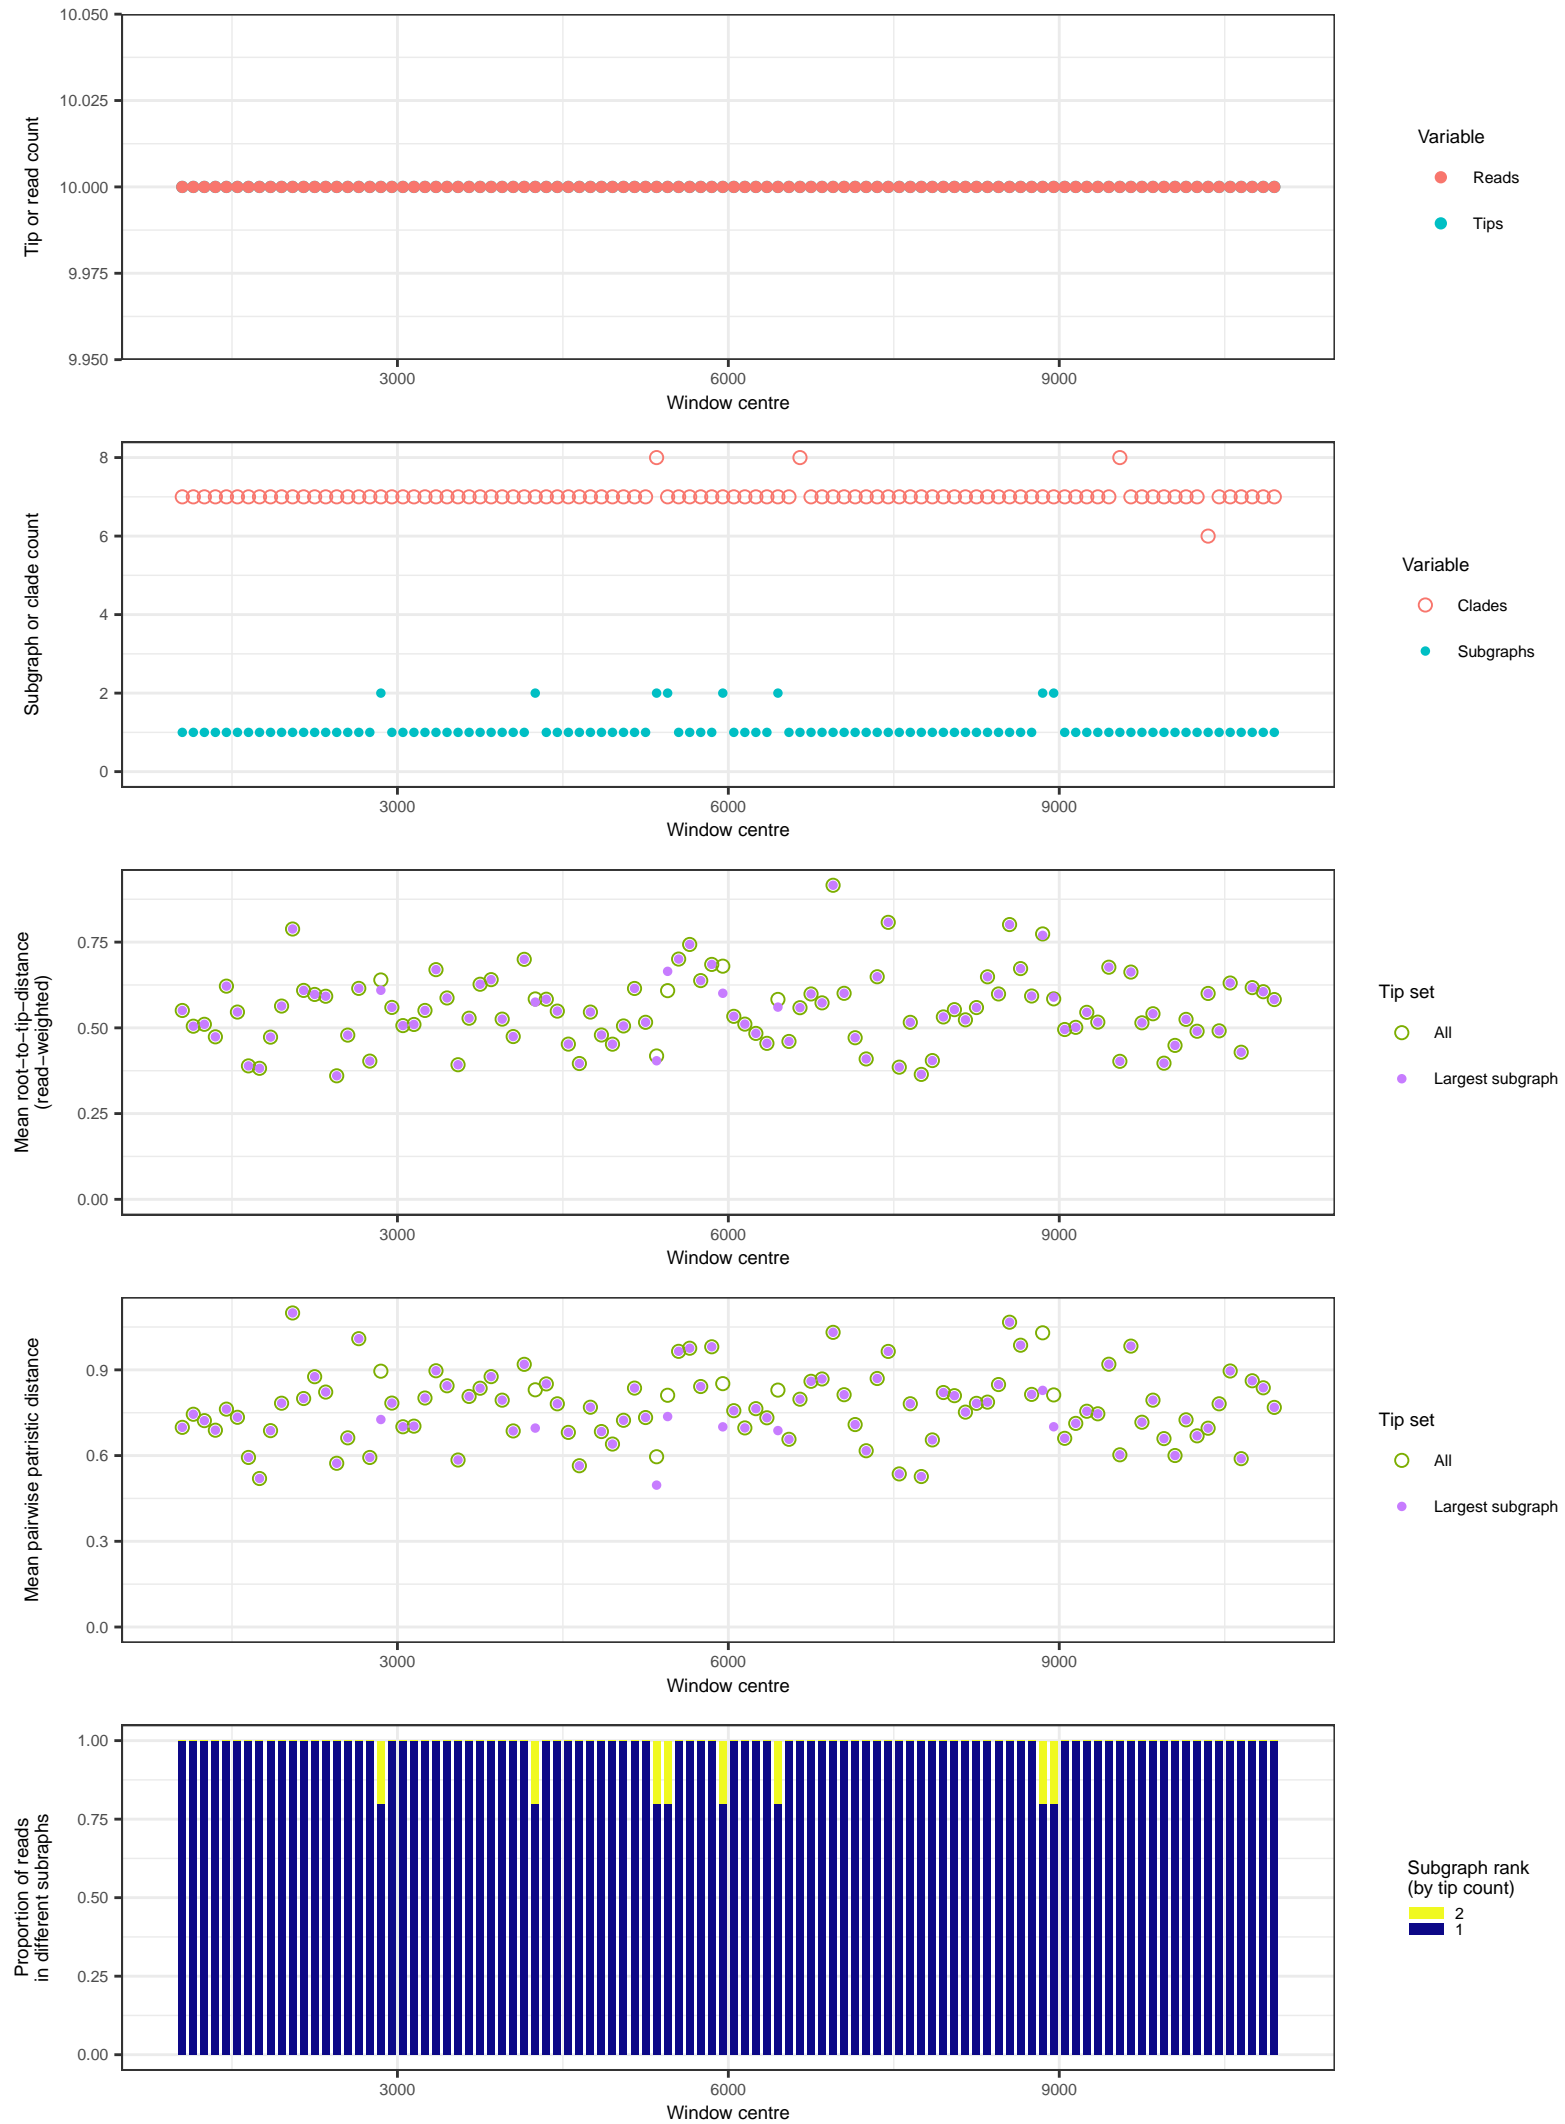 10.050
10.025
10.000
9.975
9.950
Tip or read count
3000
6000
9000
Window centre
Variable
Reads
Tips
8
6
4
2
0
Subgraph or clade count
3000
6000
9000
Window centre
Variable
Clades
Subgraphs
0.75
0.50
0.25
0.00
Mean root−to−tip−distance
(read−weighted)
3000
6000
9000
Window centre
Tip set
All
Largest subgraph
0.9
0.6
0.3
0.0
Mean pairwise patristic distance
3000
6000
9000
Window centre
Tip set
All
Largest subgraph
1.00
0.75
0.50
0.25
0.00
Proportion of reads
in different subraphs
3000
6000
9000
Window centre
Subgraph rank
(by tip count)
2
1